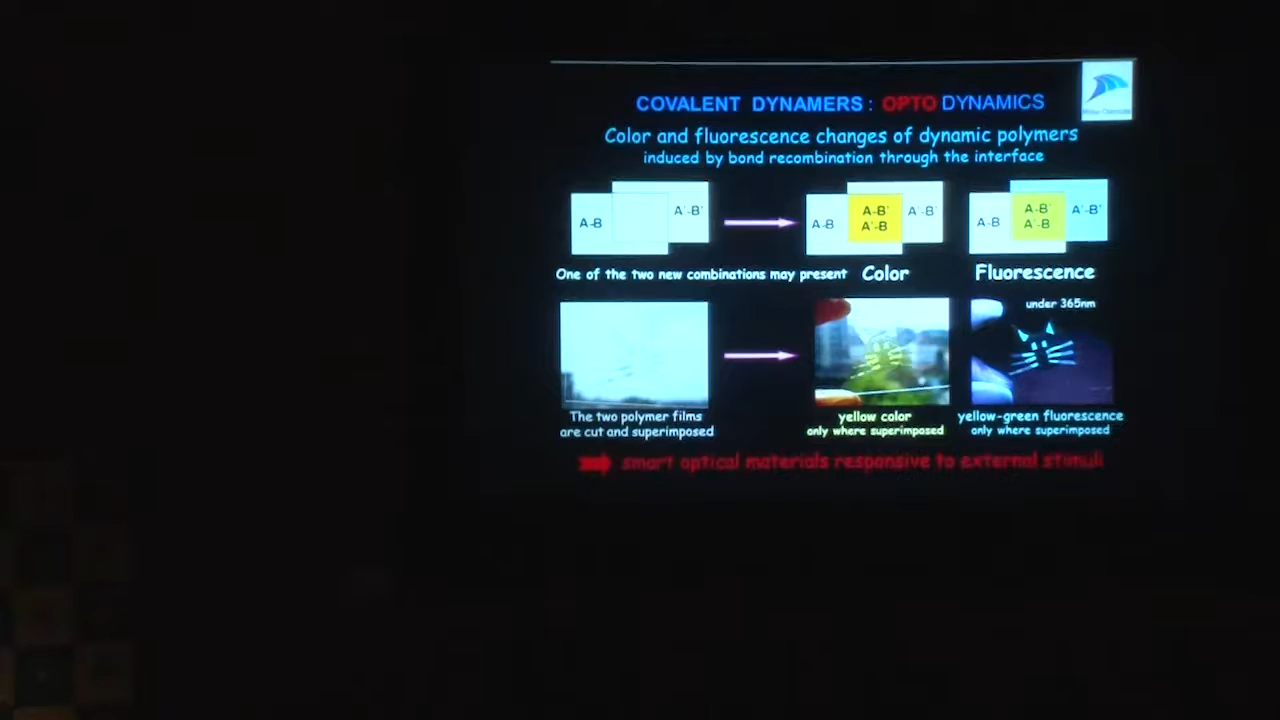 COVALENT DYNAMERS : OPTO DYNAMICS
Color and fluorescence changes of dynamic polymers
induced by bond recombination through the interface
A-B
A'-B'
A-B
A-B'
A'-B
A'-B'
A-B
A-B'
A'-B
A'-B'
One of the two new combinations may present
Color
Fluorescence
under 365nm
The two polymer films
are cut and superimposed
yellow color
only where superimposed
yellow-green fluorescence
only where superimposed
smart optical materials responsive to external stimuli